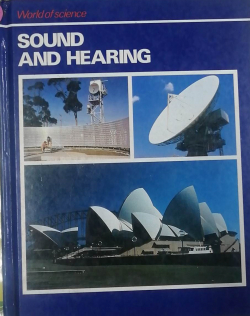 World of science
SOUND
AND HEARING